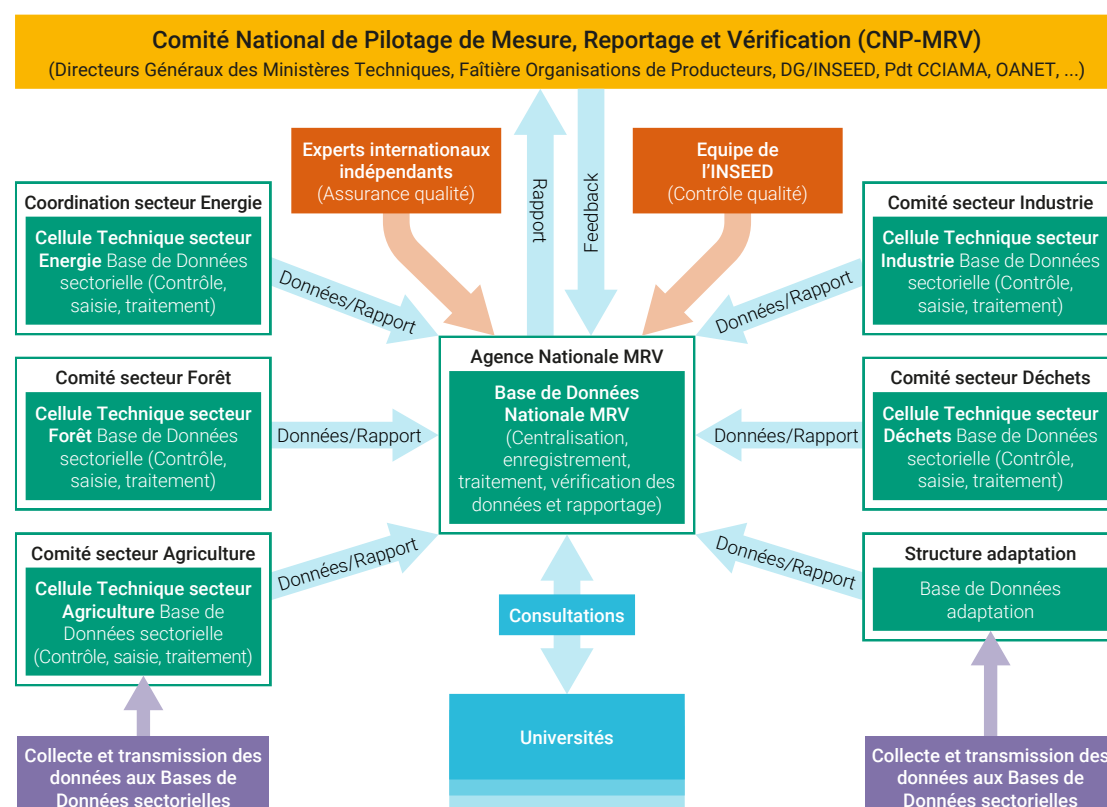 Comité National de Pilotage de Mesure, Reportage et Vérification (CNP-MRV)
(Directeurs Généraux des Ministères Techniques, Faîtière Organisations de Producteurs, DG/INSEED, Pdt CCIAMA, OANET, ...)
Experts internationaux
indépendants
(Assurance qualité)
Rapport
Feedback
Equipe de
l'INSEED
(Contrôle qualité)
Coordination secteur Energie
Cellule Technique secteur
Energie Base de Données
sectorielle (Contrôle,
saisie, traitement)
Données/Rapport
Comité secteur Industrie
Cellule Technique secteur
Industrie Base de Données
sectorielle (Contrôle,
saisie, traitement)
Données/Rapport
Comité secteur Forêt
Cellule Technique secteur
Forêt Base de Données
sectorielle (Contrôle,
saisie, traitement)
Données/Rapport
Agence Nationale MRV
Base de Données
Nationale MRV
(Centralisation,
enregistrement,
traitement, vérification des
données et rapportage)
Données/Rapport
Comité secteur Déchets
Cellule Technique secteur
Déchets Base de Données
sectorielle (Contrôle,
saisie, traitement)
Comité secteur Agriculture
Cellule Technique secteur
Agriculture Base de
Données sectorielle
(Contrôle, saisie, traitement)
Données/Rapport
Consultations
Données/Rapport
Structure adaptation
Base de Données
adaptation
Universités
Collecte et transmission des
données aux Bases de
Données sectorielles
Collecte et transmission des
données aux Bases de
Données sectorielles